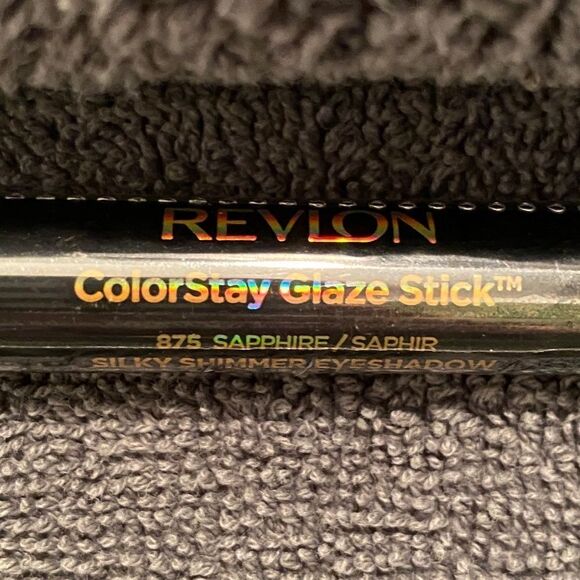 REVLON
ColorStay Glaze Stick™
875 SAPPHIRE / SAPHIR
SILKY SHIMMER EYESHADOW